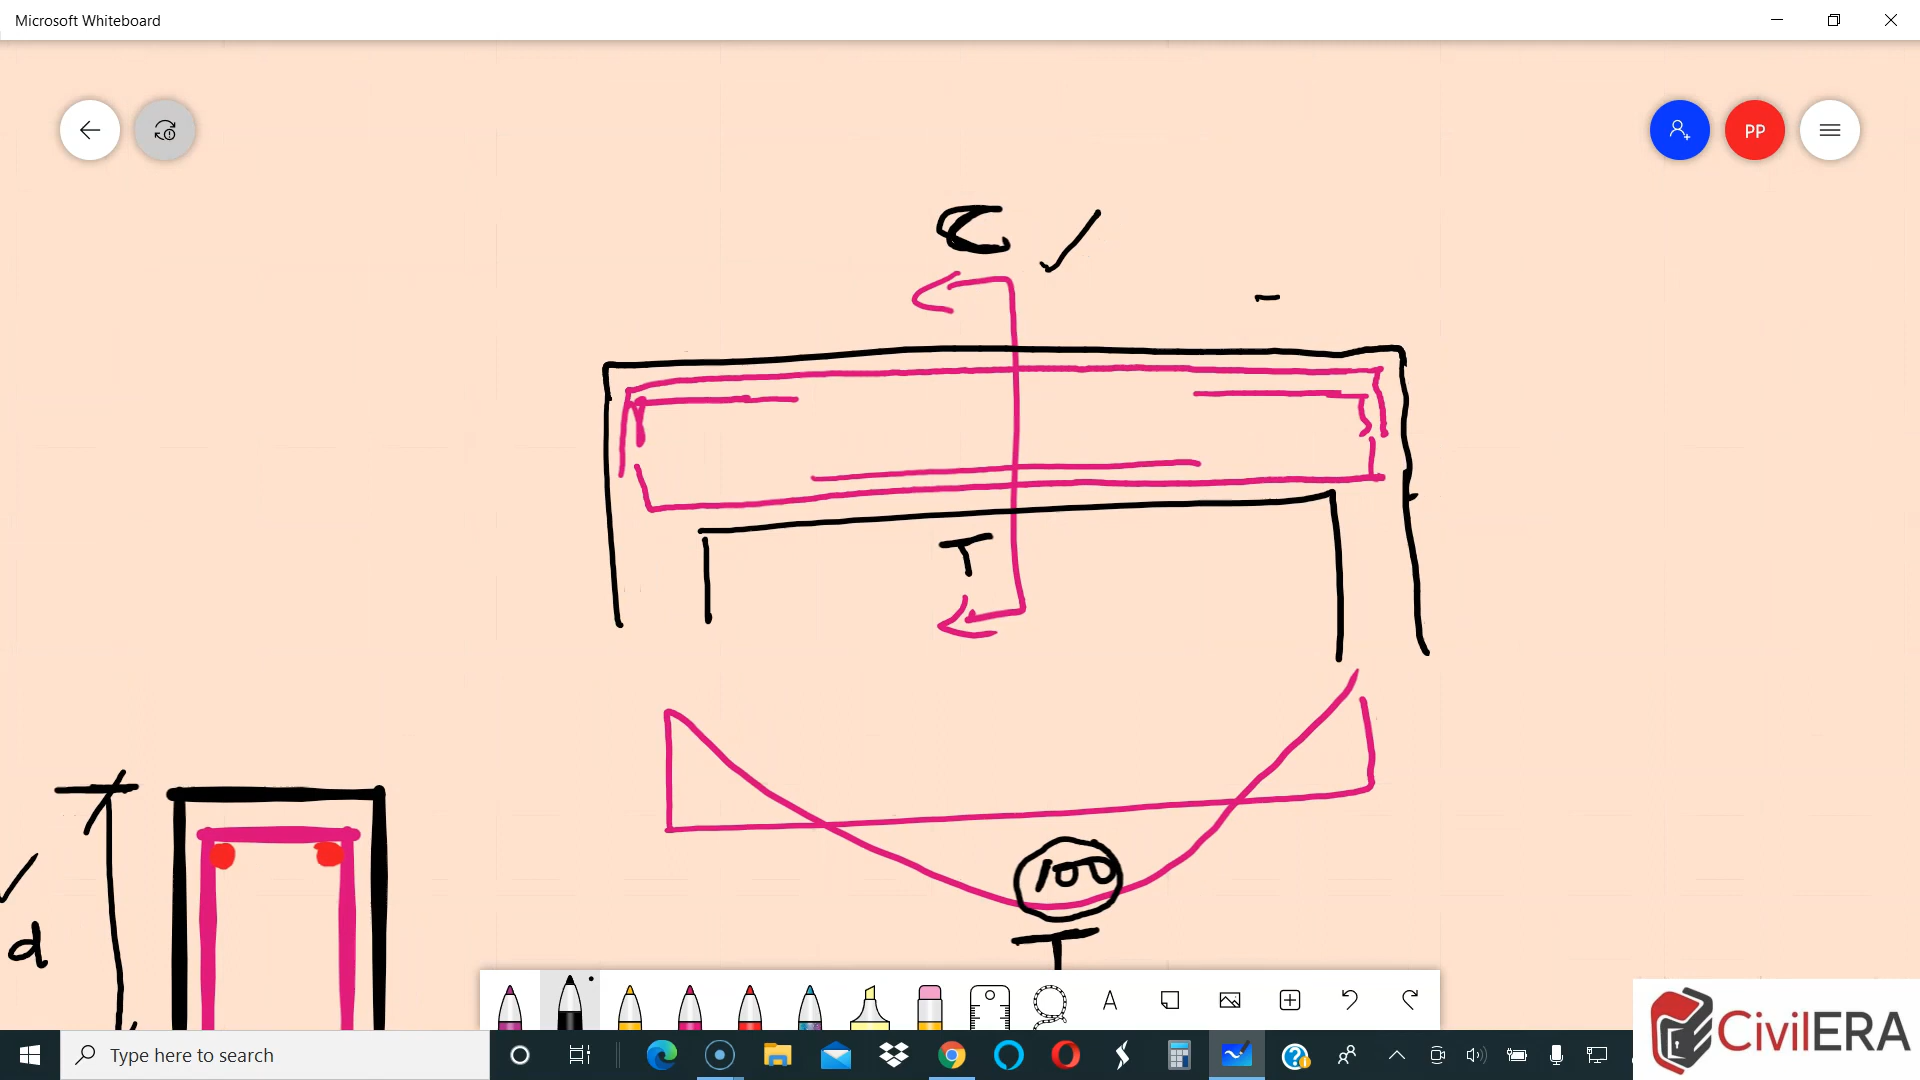 Microsoft Whiteboard
PP
C
T
100
T
d
A
Type here to search
CivilERA